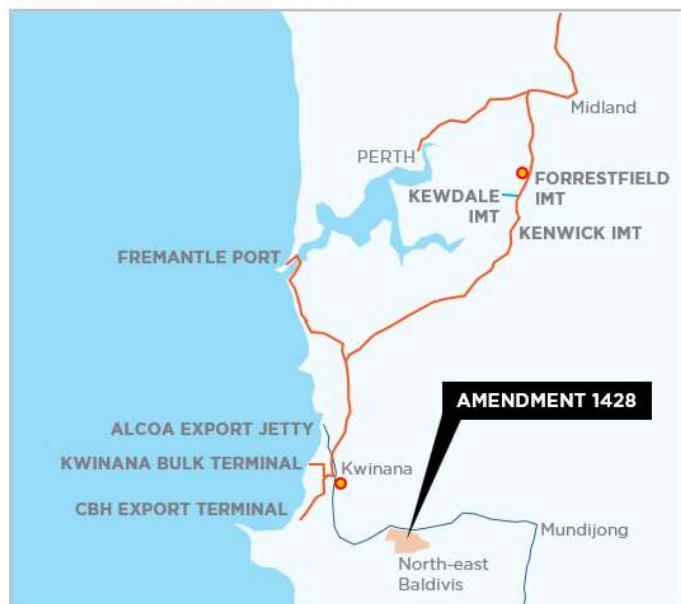 Midland
PERTH
FORRESTFIELD
IMT
KEWDALE
IMT
KENWICK IMT
FREMANTLE PORT
AMENDMENT 1428
ALCOA EXPORT JETTY
KWINANA BULK TERMINAL
Kwinana
CBH EXPORT TERMINAL
Mundijong
North-east
Baldivis